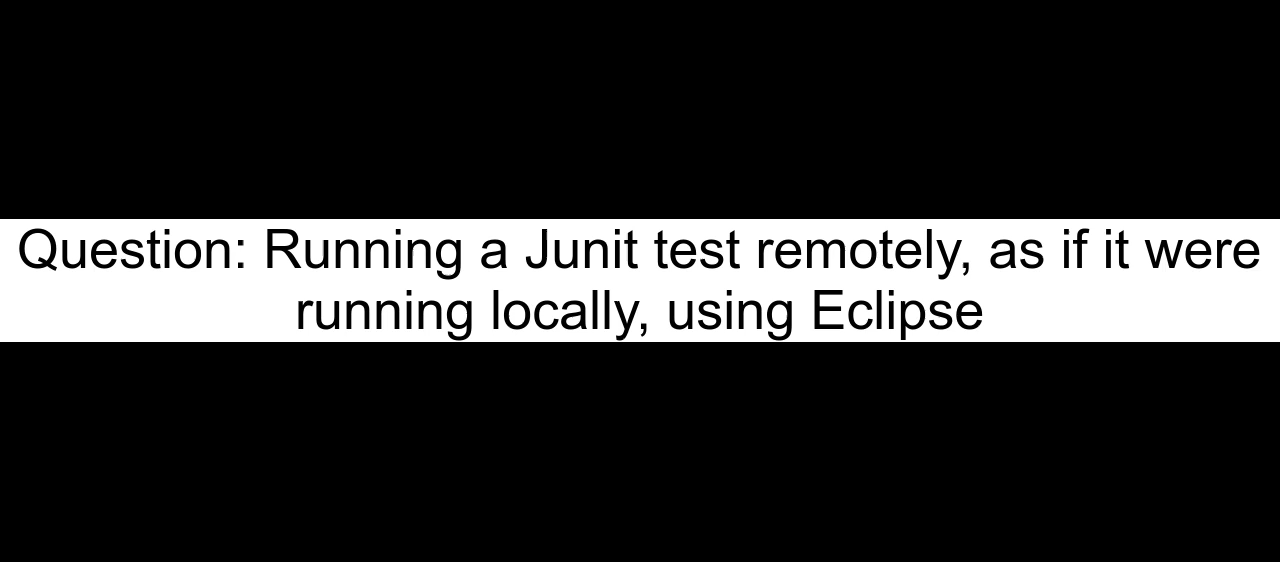 Question: Running a Junit test remotely, as if it were
running locally, using Eclipse